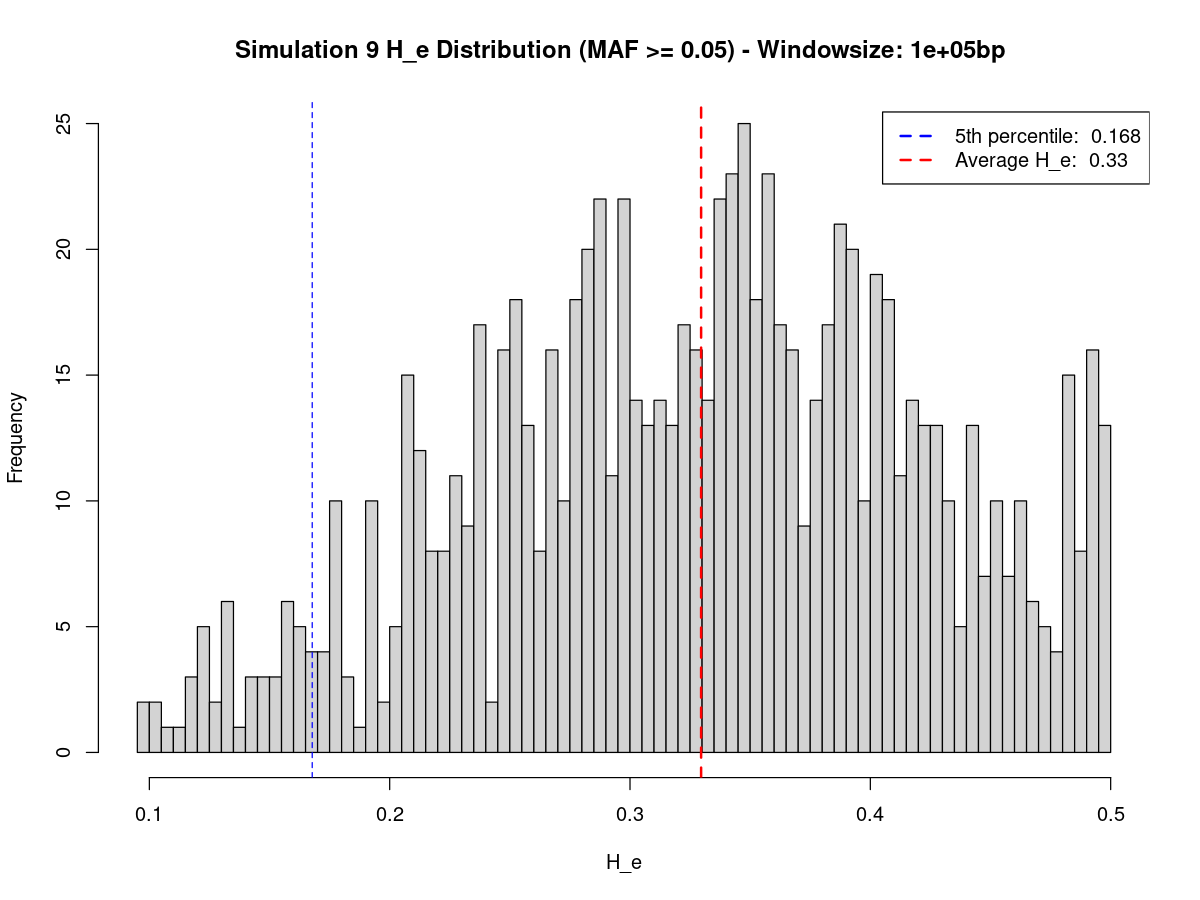 Simulation 9 H_e Distribution (MAF >= 0.05) - Windowsize: 1e+05bp
5th percentile:  0.168
Average H_e:  0.33
Frequency
25
20
15
10
5
0
0.1 0.2 0.3 0.4 0.5
H_e